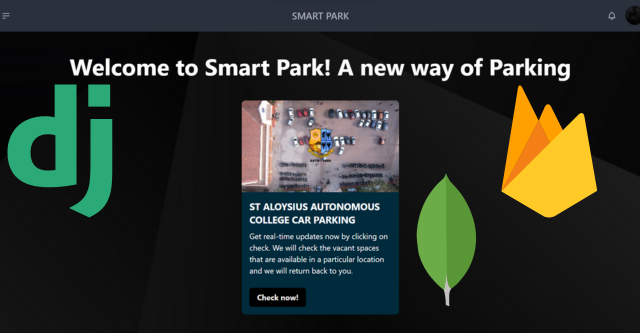 SMART PARK
Welcome to Smart Park! A new way of Parking
dj
ST ALOYSIUS AUTONOMOUS
COLLEGE CAR PARKING
Get real-time updates now by clicking on
check. We will check the vacant spaces
that are available in a particular location
and we will return back to you.
Check now!